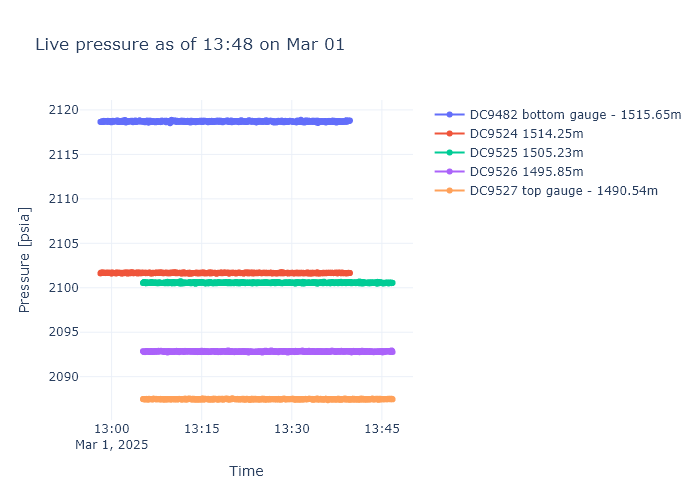 Live pressure as of 13:48 on Mar 01
2120
2115
2110
2105
2100
2095
2090
Pressure [psia]
13:00
Mar 1, 2025
13:15
13:30
13:45
Time
DC9482 bottom gauge - 1515.65m
DC9524 1514.25m
DC9525 1505.23m
DC9526 1495.85m
DC9527 top gauge - 1490.54m